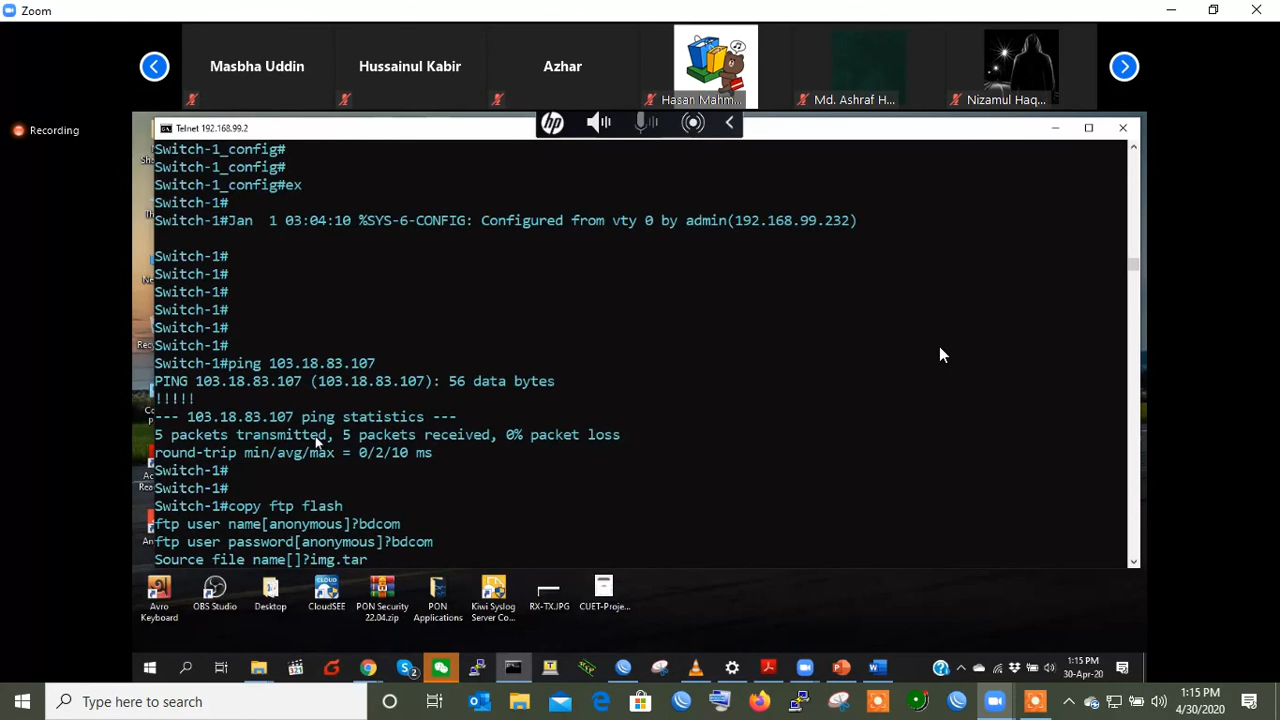 Zoom
Masbha Uddin
Hussainul Kabir
Azhar
Hasan Mahm...
Md. Ashraf H...
Nizamul Haq...
Recording
Telnet 192.168.99.2
hp
Switch-1_config#
Switch-1_config#
Switch-1_config#ex
Switch-1#
Switch-1#Jan  1 03:04:10 %SYS-6-CONFIG: Configured from vty 0 by admin(192.168.99.232)
Switch-1#
Switch-1#
Switch-1#
Switch-1#
Switch-1#
Switch-1#
Switch-1#ping 103.18.83.107
PING 103.18.83.107 (103.18.83.107): 56 data bytes
!!!!!
--- 103.18.83.107 ping statistics ---
5 packets transmitted, 5 packets received, 0% packet loss
round-trip min/avg/max = 0/2/10 ms
Switch-1#
Switch-1#
Switch-1#copy ftp flash
ftp user name[anonymous]?bdcom
ftp user password[anonymous]?bdcom
Source file name[]?img.tar
Avro Keyboard
OBS Studio
Desktop
CloudSEE
PON Security 22.04.zip
PON Applications
Kiwi Syslog Server Co...
RX-TX.JPG
CUET-Proje...
1:15 PM
30-Apr-20
Type here to search
1:15 PM
4/30/2020